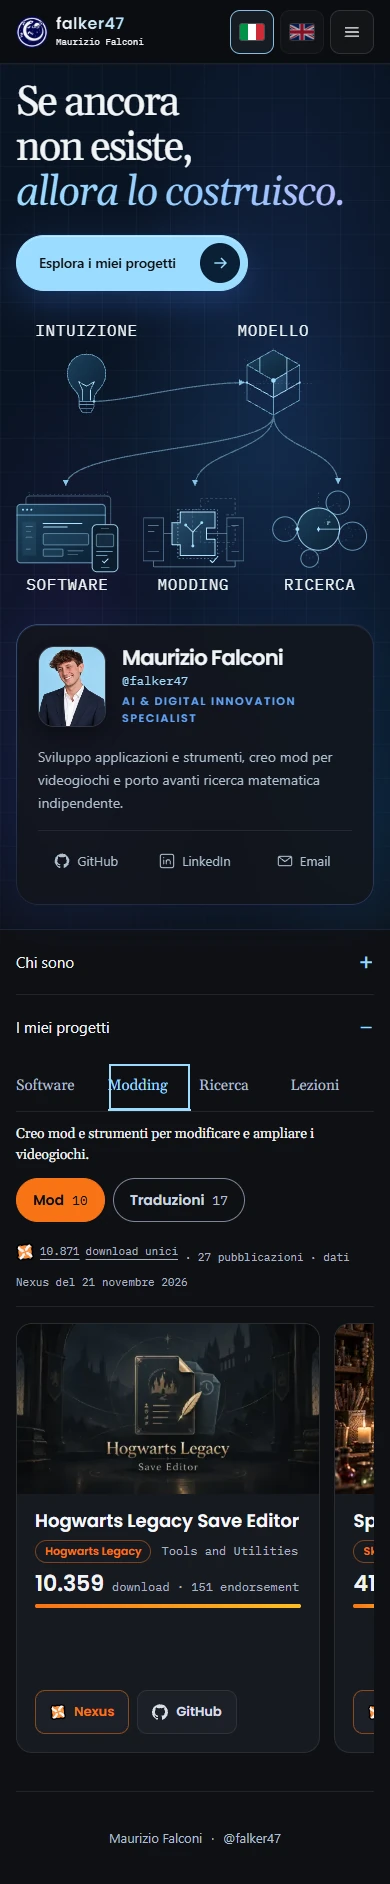 falker47
Maurizio Falconi
Se ancora
non esiste,
allora lo costruisco.
Esplora i miei progetti
INTUIZIONE
MODELLO
SOFTWARE
MODDING
RICERCA
Maurizio Falconi
@falker47
AI & DIGITAL INNOVATION
SPECIALIST
Sviluppo applicazioni e strumenti, creo mod per
videogiochi e porto avanti ricerca matematica
indipendente.
GitHub
LinkedIn
Email
Chi sono
I miei progetti
Software
Modding
Ricerca
Lezioni
Creo mod e strumenti per modificare e ampliare i
videogiochi.
Mod 10
Traduzioni 17
10.871 download unici · 27 pubblicazioni · dati
Nexus del 21 novembre 2026
Hogwarts Legacy
Save Editor
Hogwarts Legacy Save Editor
Sp
Hogwarts Legacy
Tools and Utilities
Sk
10.359 download · 151 endorsement
41
Nexus
GitHub
Maurizio Falconi · @falker47